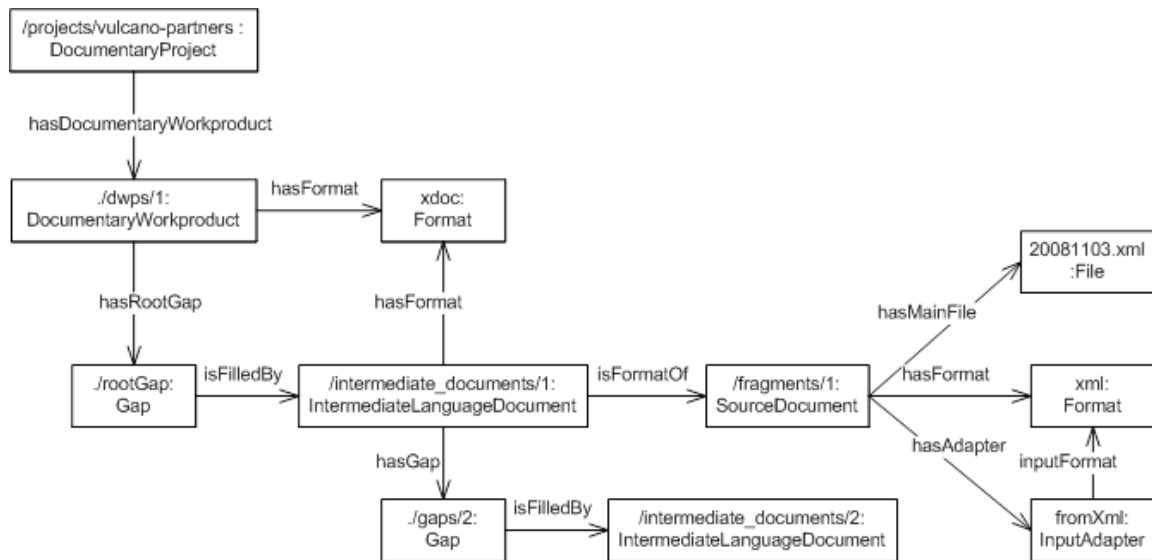 /projects/vulcano-partners :
DocumentaryProject
hasDocumentaryWorkproduct
./dwps/1:
DocumentaryWorkproduct
hasFormat
xdoc:
Format
20081103.xml
:File
hasRootGap
hasFormat
hasMainFile
./rootGap:
Gap
isFilledBy
/intermediate_documents/1:
IntermediateLanguageDocument
isFormatOf
/fragments/1:
SourceDocument
hasFormat
xml:
Format
hasGap
hasAdapter
inputFormat
./gaps/2:
Gap
isFilledBy
/intermediate_documents/2:
IntermediateLanguageDocument
fromXml:
InputAdapter